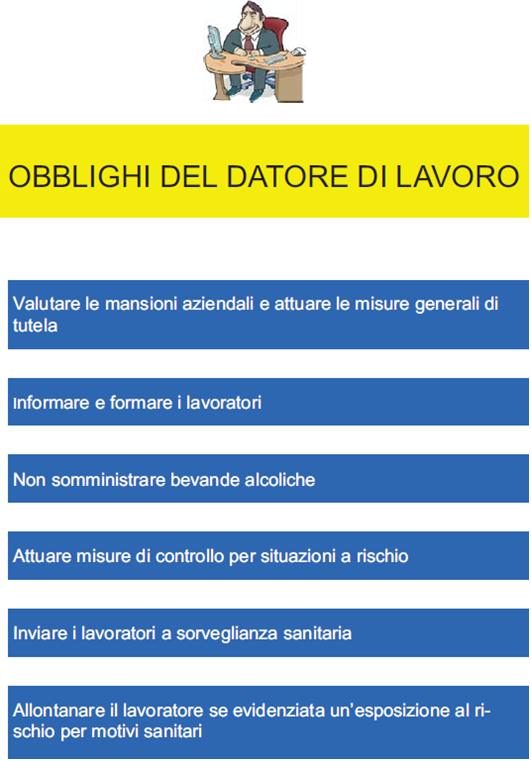 OBBLIGHI DEL DATORE DI LAVORO
Valutare le mansioni aziendali e attuare le misure generali di
tutela
Informare e formare i lavoratori
Non somministrare bevande alcoliche
Attuare misure di controllo per situazioni a rischio
Inviare i lavoratori a sorveglianza sanitaria
Allontanare il lavoratore se evidenziata un’esposizione al ri-
schio per motivi sanitari